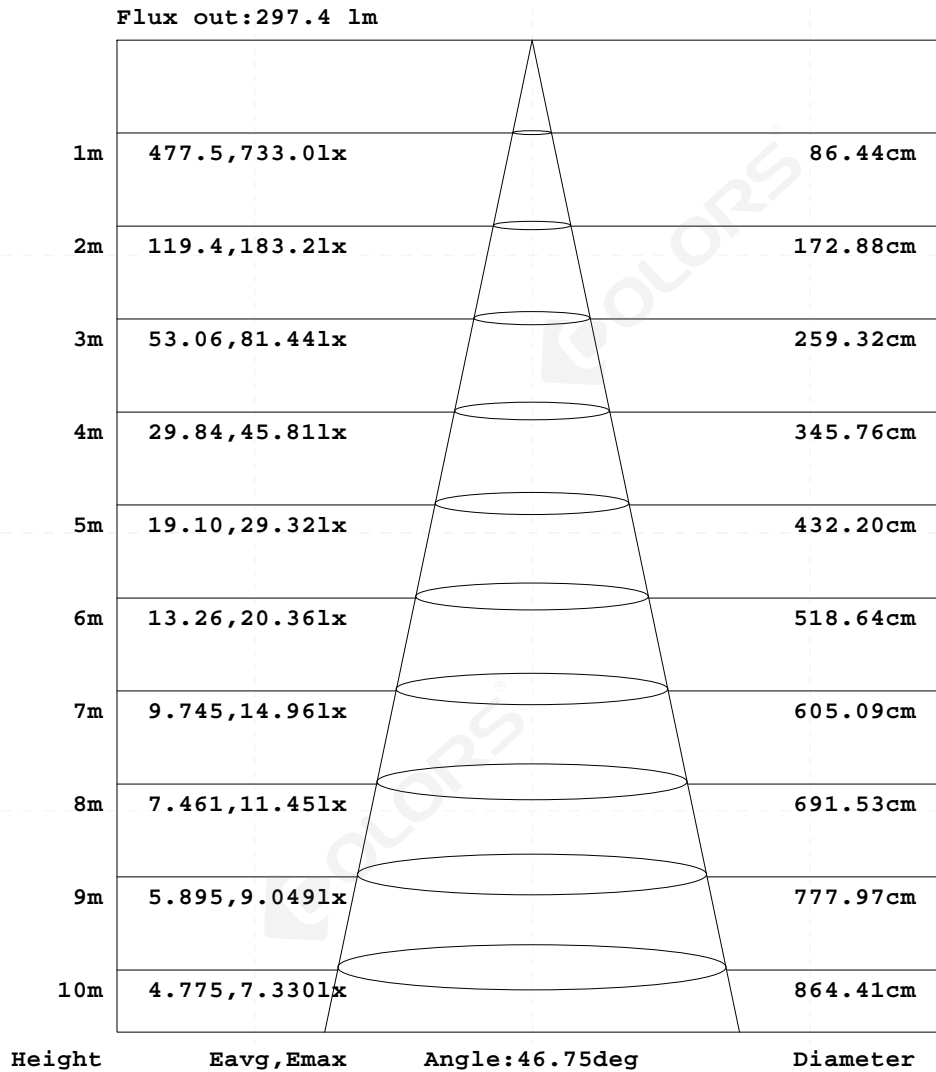 Flux out:297.4 lm
1m 477.5,733.0lx 86.44cm
2m 119.4,183.2lx 172.88cm
3m 53.06,81.44lx 259.32cm
4m 29.84,45.81lx 345.76cm
5m 19.10,29.32lx 432.20cm
6m 13.26,20.36lx 518.64cm
7m 9.745,14.96lx 605.09cm
8m 7.461,11.45lx 691.53cm
9m 5.895,9.049lx 777.97cm
10m 4.775,7.330lx 864.41cm
Height Eavg,Emax Angle:46.75deg Diameter
COLORS
COLORS